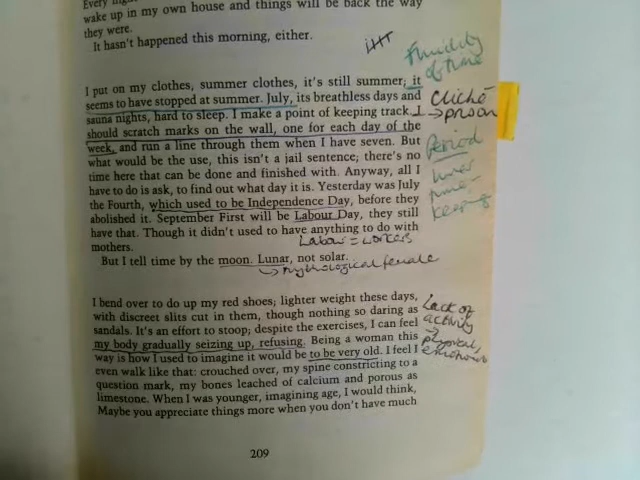 Every night
wake up in my own house and things will be back the way
they were.
It hasn't happened this morning, either.
Fluidity
of time
I put on my clothes, summer clothes, it's still summer; it
seems to have stopped at summer. July, its breathless days and
sauna nights, hard to sleep. I make a point of keeping track. I
should scratch marks on the wall, one for each day of the
week, and run a line through them when I have seven. But
what would be the use, this isn't a jail sentence; there's no
time here that can be done and finished with. Anyway, all I
have to do is ask, to find out what day it is. Yesterday was July
the Fourth, which used to be Independence Day, before they
abolished it. September First will be Labour Day, they still
have that. Though it didn't used to have anything to do with
mothers.
Cliché
→ prison
Period
lunar
time-
keeping
Labour = workers
But I tell time by the moon. Lunar, not solar.
→ mythological female
I bend over to do up my red shoes; lighter weight these days,
with discreet slits cut in them, though nothing so daring as
sandals. It's an effort to stoop; despite the exercises, I can feel
my body gradually seizing up, refusing. Being a woman this
way is how I used to imagine it would be to be very old. I feel I
even walk like that: crouched over, my spine constricting to a
question mark, my bones leached of calcium and porous as
limestone. When I was younger, imagining age, I would think,
Maybe you appreciate things more when you don't have much
Lack of
activity
→ physical,
emotional
209